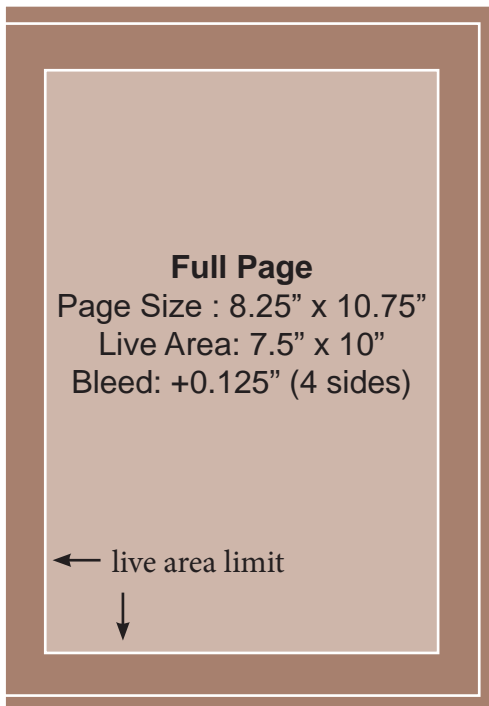 Full Page
Page Size : 8.25” x 10.75”
Live Area: 7.5” x 10”
Bleed: +0.125” (4 sides)
live area limit